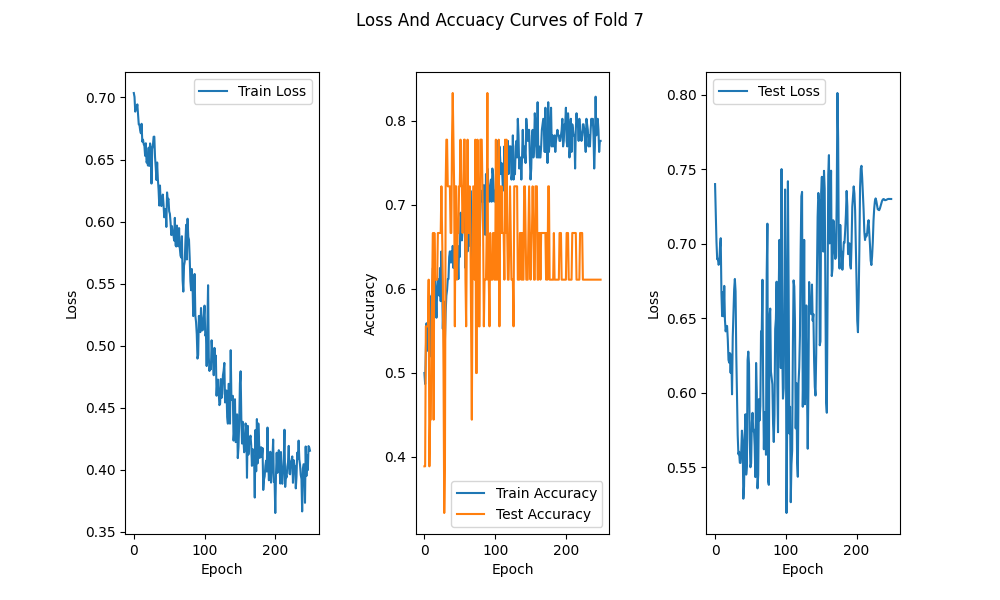 Loss And Accuacy Curves of Fold 7
Train Loss
0.70
0.65
0.60
0.55
0.50
0.45
0.40
0.35
0
100
200
Loss
Epoch
0.8
0.7
0.6
0.5
0.4
Accuracy
Train Accuracy
Test Accuracy
0
100
200
Epoch
Test Loss
0.80
0.75
0.70
0.65
0.60
0.55
Loss
0
100
200
Epoch